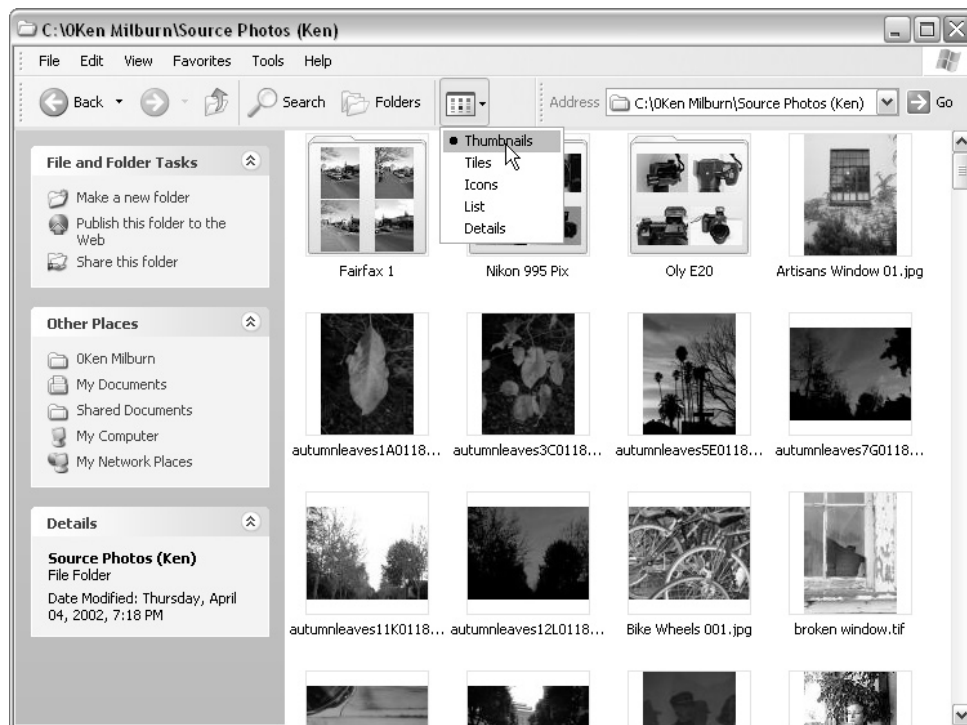 C:\0Ken Milburn\Source Photos (Ken)
File Edit View Favorites Tools Help
Back Search Folders Address C:\0Ken Milburn\Source Photos (Ken) Go
Thumbnails
Tiles
Icons
List
Details
File and Folder Tasks
Make a new folder
Publish this folder to the
Web
Share this folder
Other Places
0Ken Milburn
My Documents
Shared Documents
My Computer
My Network Places
Details
Source Photos (Ken)
File Folder
Date Modified: Thursday, April
04, 2002, 7:18 PM
Fairfax 1 Nikon 995 Pix Oly E20 Artisans Window 01.jpg
autumnleaves1A0118... autumnleaves3C0118... autumnleaves5E0118... autumnleaves7G0118...
autumnleaves11K0118... autumnleaves12L0118... Bike Wheels 001.jpg broken window.tif